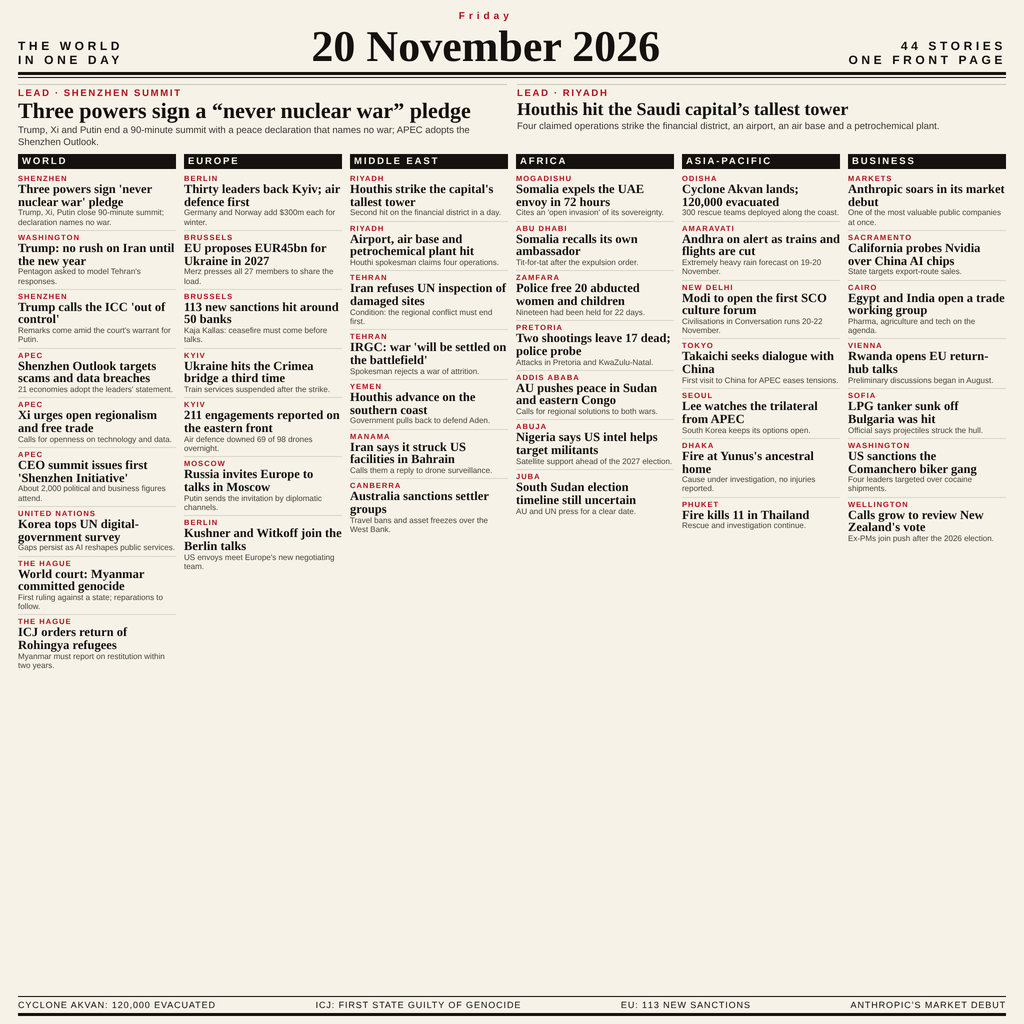 Friday
THE WORLD
IN ONE DAY
20 November 2026
44 STORIES
ONE FRONT PAGE
LEAD · SHENZHEN SUMMIT
Three powers sign a “never nuclear war” pledge
Trump, Xi and Putin end a 90-minute summit with a peace declaration that names no war; APEC adopts the
Shenzhen Outlook.
LEAD · RIYADH
Houthis hit the Saudi capital’s tallest tower
Four claimed operations strike the financial district, an airport, an air base and a petrochemical plant.
WORLD
SHENZHEN
Three powers sign 'never
nuclear war' pledge
Trump, Xi, Putin close 90-minute summit;
declaration names no war.
WASHINGTON
Trump: no rush on Iran until
the new year
Pentagon asked to model Tehran's
responses.
SHENZHEN
Trump calls the ICC 'out of
control'
Remarks come amid the court's warrant for
Putin.
APEC
Shenzhen Outlook targets
scams and data breaches
21 economies adopt the leaders' statement.
APEC
Xi urges open regionalism
and free trade
Calls for openness on technology and data.
APEC
CEO summit issues first
'Shenzhen Initiative'
About 2,000 political and business figures
attend.
UNITED NATIONS
Korea tops UN digital-
government survey
Gaps persist as AI reshapes public services.
THE HAGUE
World court: Myanmar
committed genocide
First ruling against a state; reparations to
follow.
THE HAGUE
ICJ orders return of
Rohingya refugees
Myanmar must report on restitution within
two years.
EUROPE
BERLIN
Thirty leaders back Kyiv; air
defence first
Germany and Norway add $300m each for
winter.
BRUSSELS
EU proposes EUR45bn for
Ukraine in 2027
Merz presses all 27 members to share the
load.
BRUSSELS
113 new sanctions hit around
50 banks
Kaja Kallas: ceasefire must come before
talks.
KYIV
Ukraine hits the Crimea
bridge a third time
Train services suspended after the strike.
KYIV
211 engagements reported on
the eastern front
Air defence downed 69 of 98 drones
overnight.
MOSCOW
Russia invites Europe to
talks in Moscow
Putin sends the invitation by diplomatic
channels.
BERLIN
Kushner and Witkoff join the
Berlin talks
US envoys meet Europe's new negotiating
team.
MIDDLE EAST
RIYADH
Houthis strike the capital's
tallest tower
Second hit on the financial district in a day.
RIYADH
Airport, air base and
petrochemical plant hit
Houthi spokesman claims four operations.
TEHRAN
Iran refuses UN inspection of
damaged sites
Condition: the regional conflict must end
first.
TEHRAN
IRGC: war 'will be settled on
the battlefield'
Spokesman rejects a war of attrition.
YEMEN
Houthis advance on the
southern coast
Government pulls back to defend Aden.
MANAMA
Iran says it struck US
facilities in Bahrain
Calls them a reply to drone surveillance.
CANBERRA
Australia sanctions settler
groups
Travel bans and asset freezes over the
West Bank.
AFRICA
MOGADISHU
Somalia expels the UAE
envoy in 72 hours
Cites an 'open invasion' of its sovereignty.
ABU DHABI
Somalia recalls its own
ambassador
Tit-for-tat after the expulsion order.
ZAMFARA
Police free 20 abducted
women and children
Nineteen had been held for 22 days.
PRETORIA
Two shootings leave 17 dead;
police probe
Attacks in Pretoria and KwaZulu-Natal.
ADDIS ABABA
AU pushes peace in Sudan
and eastern Congo
Calls for regional solutions to both wars.
ABUJA
Nigeria says US intel helps
target militants
Satellite support ahead of the 2027 election.
JUBA
South Sudan election
timeline still uncertain
AU and UN press for a clear date.
ASIA-PACIFIC
ODISHA
Cyclone Akvan lands;
120,000 evacuated
300 rescue teams deployed along the coast.
AMARAVATI
Andhra on alert as trains and
flights are cut
Extremely heavy rain forecast on 19-20
November.
NEW DELHI
Modi to open the first SCO
culture forum
Civilisations in Conversation runs 20-22
November.
TOKYO
Takaichi seeks dialogue with
China
First visit to China for APEC eases tensions.
SEOUL
Lee watches the trilateral
from APEC
South Korea keeps its options open.
DHAKA
Fire at Yunus's ancestral
home
Cause under investigation, no injuries
reported.
PHUKET
Fire kills 11 in Thailand
Rescue and investigation continue.
BUSINESS
MARKETS
Anthropic soars in its market
debut
One of the most valuable public companies
at once.
SACRAMENTO
California probes Nvidia
over China AI chips
State targets export-route sales.
CAIRO
Egypt and India open a trade
working group
Pharma, agriculture and tech on the
agenda.
VIENNA
Rwanda opens EU return-
hub talks
Preliminary discussions began in August.
SOFIA
LPG tanker sunk off
Bulgaria was hit
Official says projectiles struck the hull.
WASHINGTON
US sanctions the
Comanchero biker gang
Four leaders targeted over cocaine
shipments.
WELLINGTON
Calls grow to review New
Zealand's vote
Ex-PMs join push after the 2026 election.
CYCLONE AKVAN: 120,000 EVACUATED
ICJ: FIRST STATE GUILTY OF GENOCIDE
EU: 113 NEW SANCTIONS
ANTHROPIC'S MARKET DEBUT